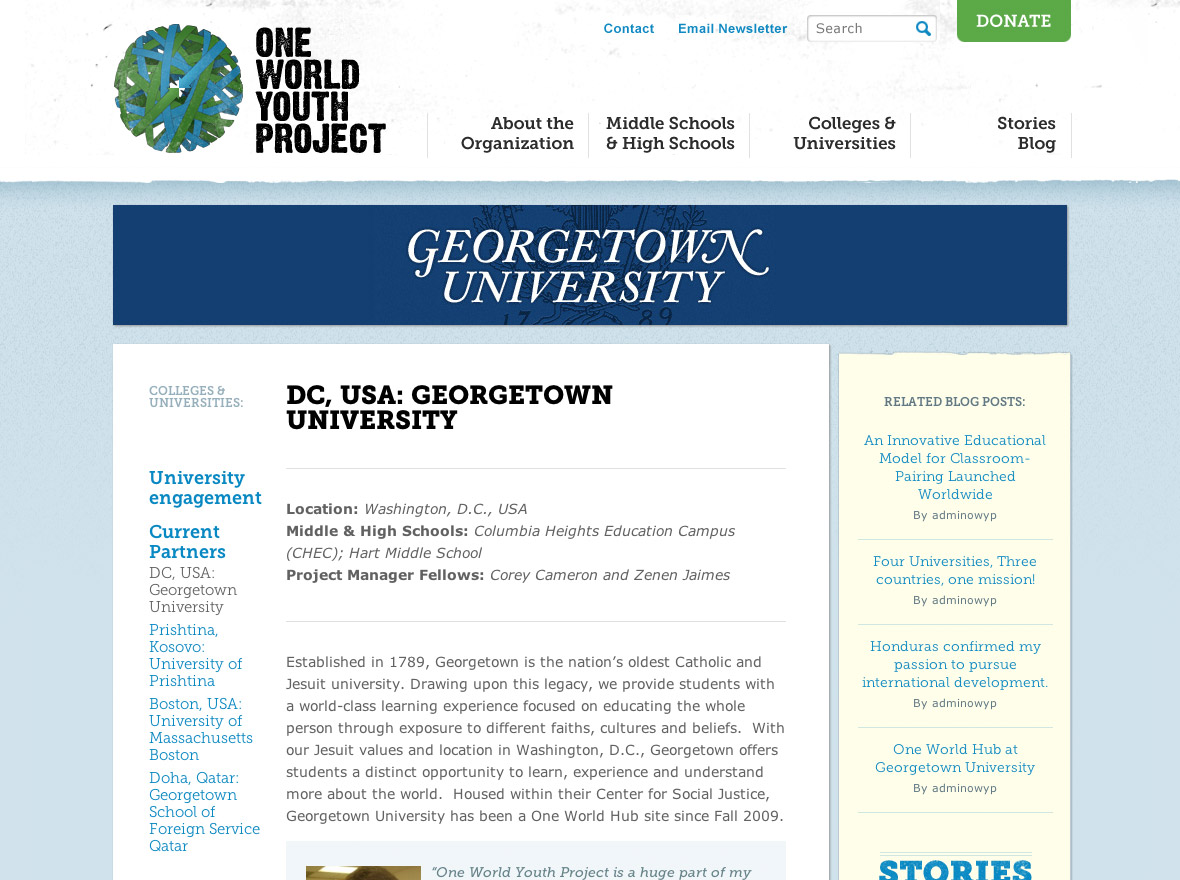 ONE
WORLD
YOUTH
PROJECT
Contact
Email Newsletter
Search
DONATE
About the
Organization
Middle Schools
& High Schools
Colleges &
Universities
Stories
Blog
GEORGETOWN
UNIVERSITY
17 89
COLLEGES &
UNIVERSITIES:
University
engagement
Current
Partners
DC, USA:
Georgetown
University
Prishtina,
Kosovo:
University of
Prishtina
Boston, USA:
University of
Massachusetts
Boston
Doha, Qatar:
Georgetown
School of
Foreign Service
Qatar
DC, USA: GEORGETOWN
UNIVERSITY
Location: Washington, D.C., USA
Middle & High Schools: Columbia Heights Education Campus
(CHEC); Hart Middle School
Project Manager Fellows: Corey Cameron and Zenen Jaimes
Established in 1789, Georgetown is the nation’s oldest Catholic and
Jesuit university. Drawing upon this legacy, we provide students with
a world-class learning experience focused on educating the whole
person through exposure to different faiths, cultures and beliefs.  With
our Jesuit values and location in Washington, D.C., Georgetown offers
students a distinct opportunity to learn, experience and understand
more about the world.  Housed within their Center for Social Justice,
Georgetown University has been a One World Hub site since Fall 2009.
“One World Youth Project is a huge part of my
RELATED BLOG POSTS:
An Innovative Educational
Model for Classroom-
Pairing Launched
Worldwide
By adminowyp
Four Universities, Three
countries, one mission!
By adminowyp
Honduras confirmed my
passion to pursue
international development.
By adminowyp
One World Hub at
Georgetown University
By adminowyp
STORIES